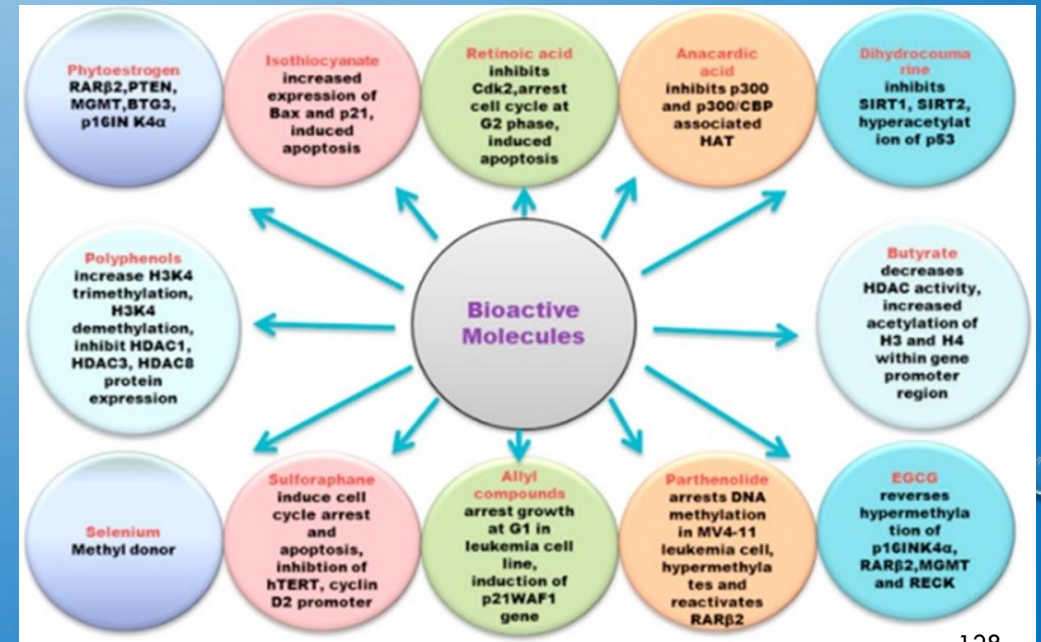 Phytoestrogen
RARβ2,PTEN,
MGMT,BTG3,
p16IN K4α
Isothiocyanate
increased
expression of
Bax and p21,
induced
apoptosis
Retinoic acid
inhibits
Cdk2,arrest
cell cycle at
G2 phase,
induced
apoptosis
Anacardic
acid
inhibits p300
and p300/CBP
associated
HAT
Dihydrocouma
rine
inhibits
SIRT1, SIRT2,
hyperacetylat
ion of p53
Polyphenols
increase H3K4
trimethylation,
H3K4
demethylation,
inhibit HDAC1,
HDAC3, HDAC8
protein
expression
Bioactive
Molecules
Butyrate
decreases
HDAC activity,
increased
acetylation of
H3 and H4
within gene
promoter
region
Selenium
Methyl donor
Sulforaphane
induce cell
cycle arrest
and
apoptosis,
inhibtion of
hTERT, cyclin
D2 promoter
Allyl
compounds
arrest growth
at G1 in
leukemia cell
line,
induction of
p21WAF1
gene
Parthenolide
arrests DNA
methylation
in MV4-11
leukemia cell,
hypermethyla
tes and
reactivates
RARβ2
EGCG
reverses
hypermethyla
tion of
p16INK4α,
RARβ2,MGMT
and RECK
128